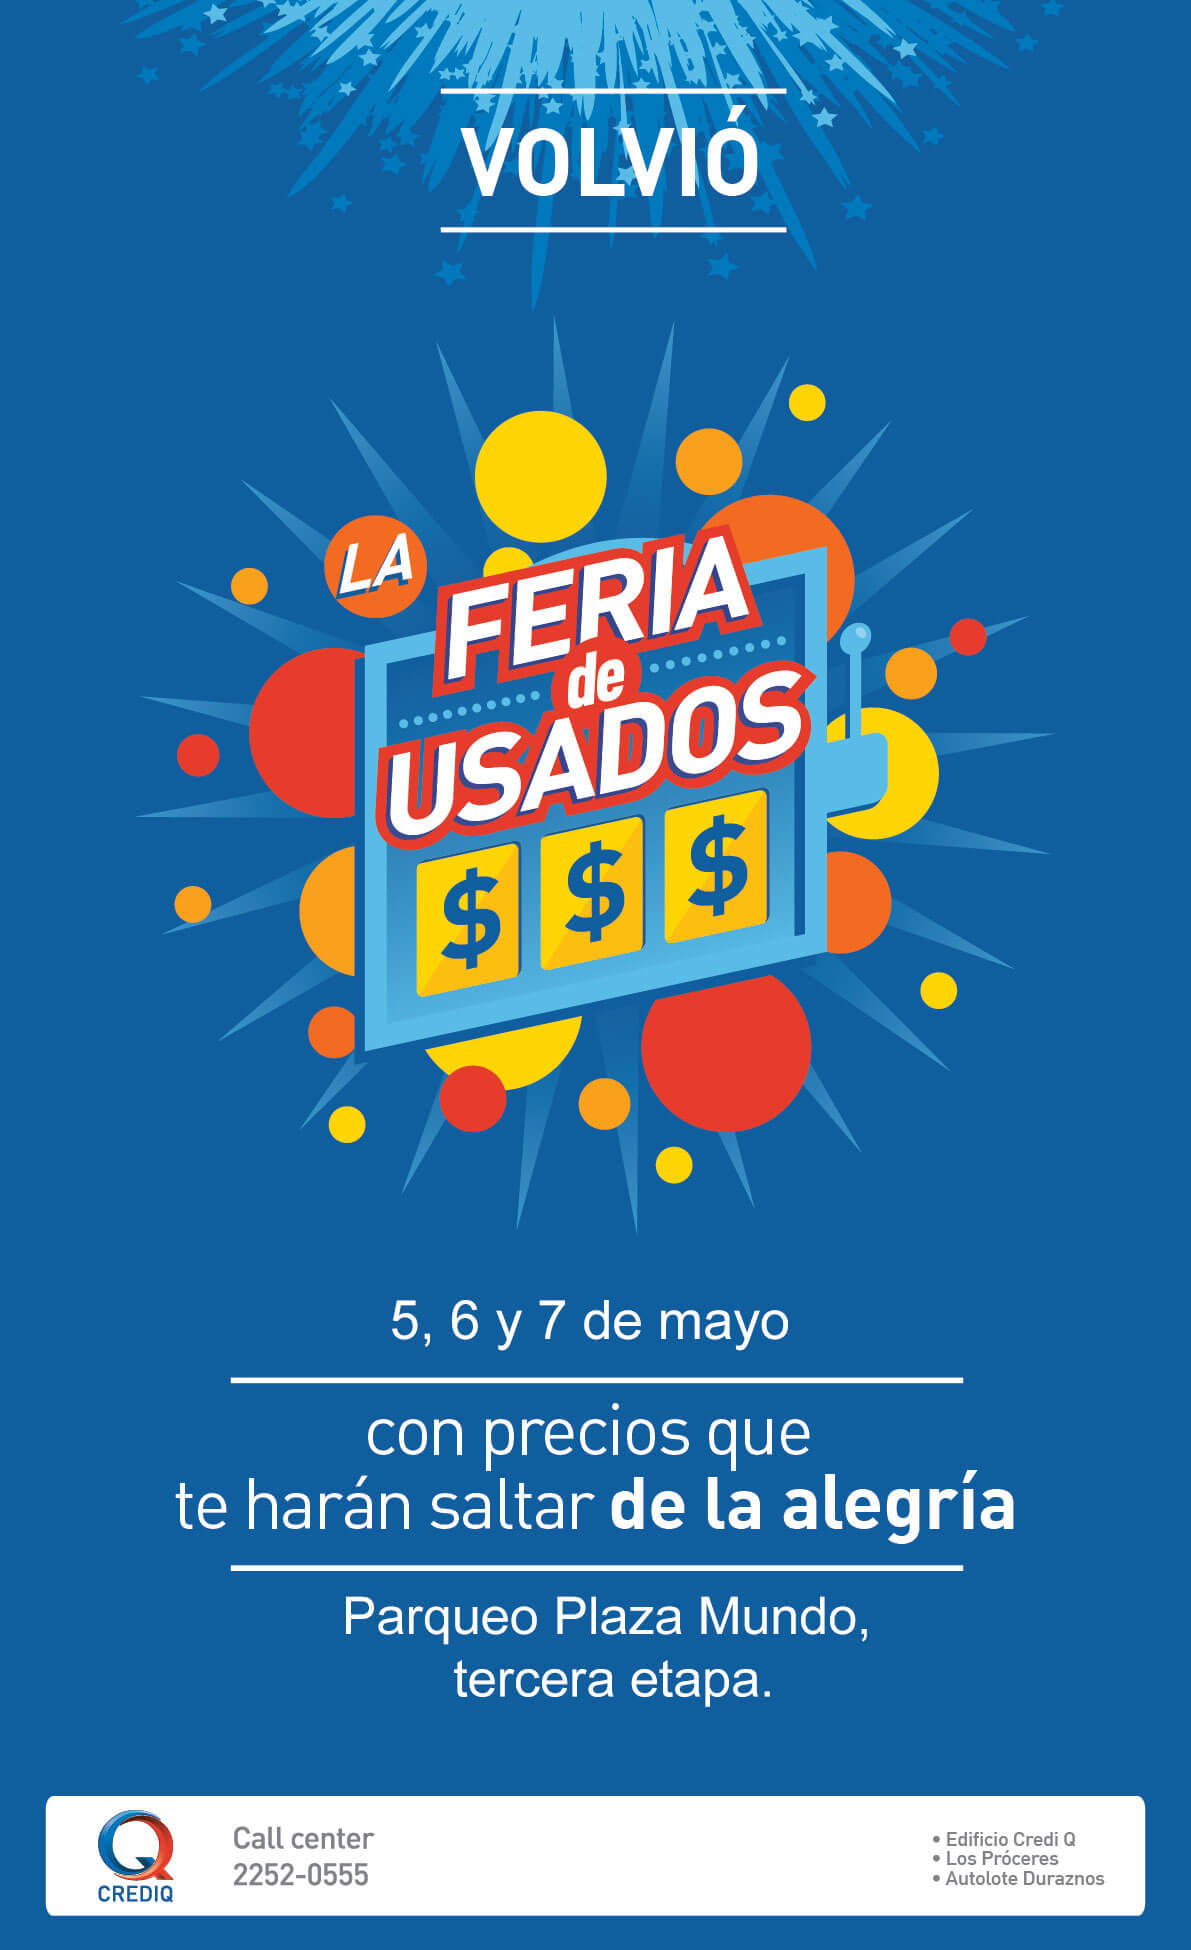 VOLVIÓ
LA
FERIA
de
USADOS
$ $ $
5, 6 y 7 de mayo
con precios que
te harán saltar de la alegría
Parqueo Plaza Mundo,
tercera etapa.
CREDIQ
Call center
2252-0555
• Edificio Credi Q
• Los Próceres
• Autolote Duraznos